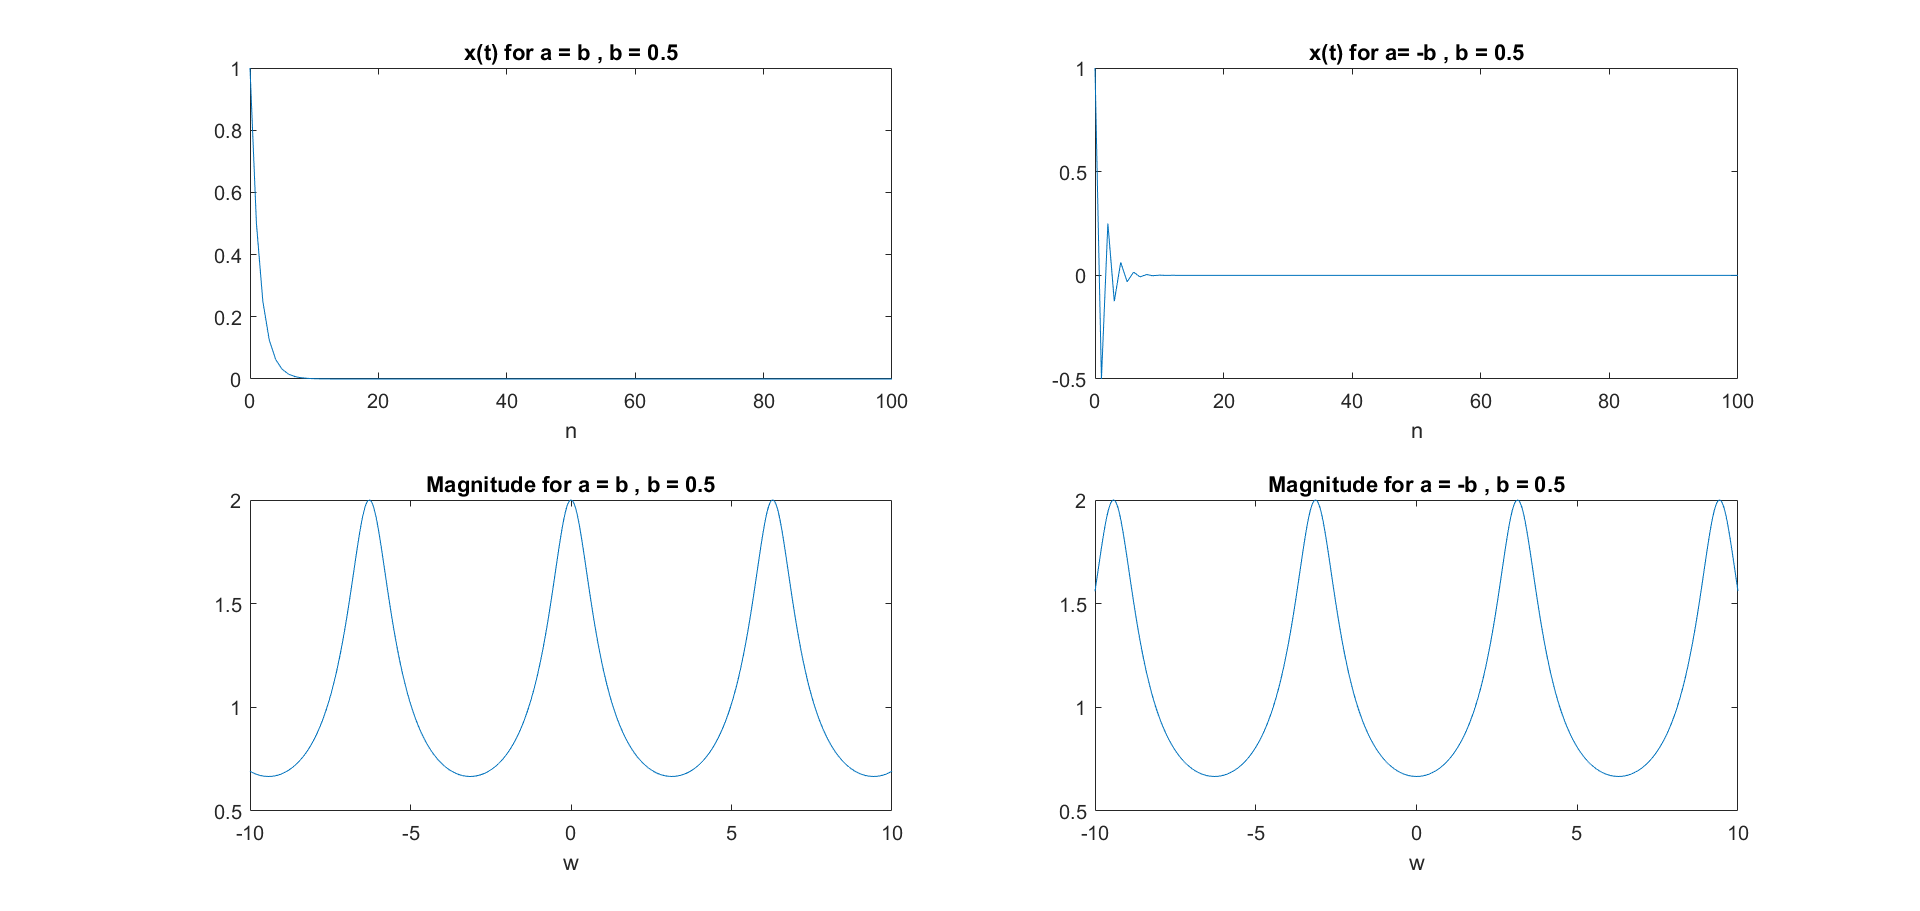 x(t) for a = b , b = 0.5
1
0.8
0.6
0.4
0.2
0
0 20 40 60 80 100
n
x(t) for a= -b , b = 0.5
1
0.5
0
-0.5
0 20 40 60 80 100
n
Magnitude for a = b , b = 0.5
2
1.5
1
0.5
-10 -5 0 5 10
w
Magnitude for a = -b , b = 0.5
2
1.5
1
0.5
-10 -5 0 5 10
w